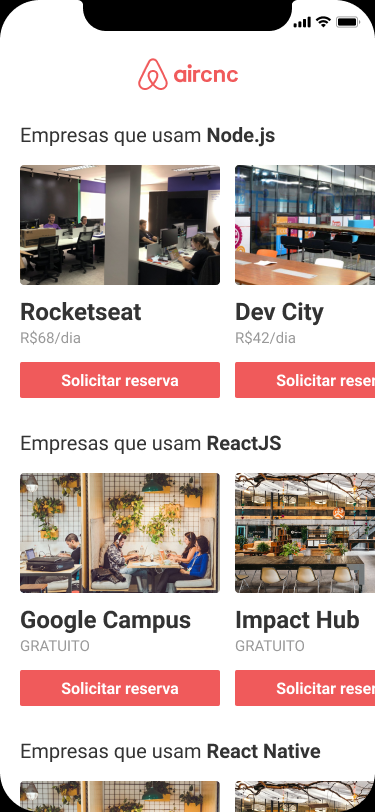 aircnc
Empresas que usam Node.js
Rocketseat
R$68/dia
Solicitar reserva
Dev City
R$42/dia
Solicitar reser
Empresas que usam ReactJS
Google Campus
GRATUITO
Solicitar reserva
Impact Hub
GRATUITO
Solicitar reser
Empresas que usam React Native